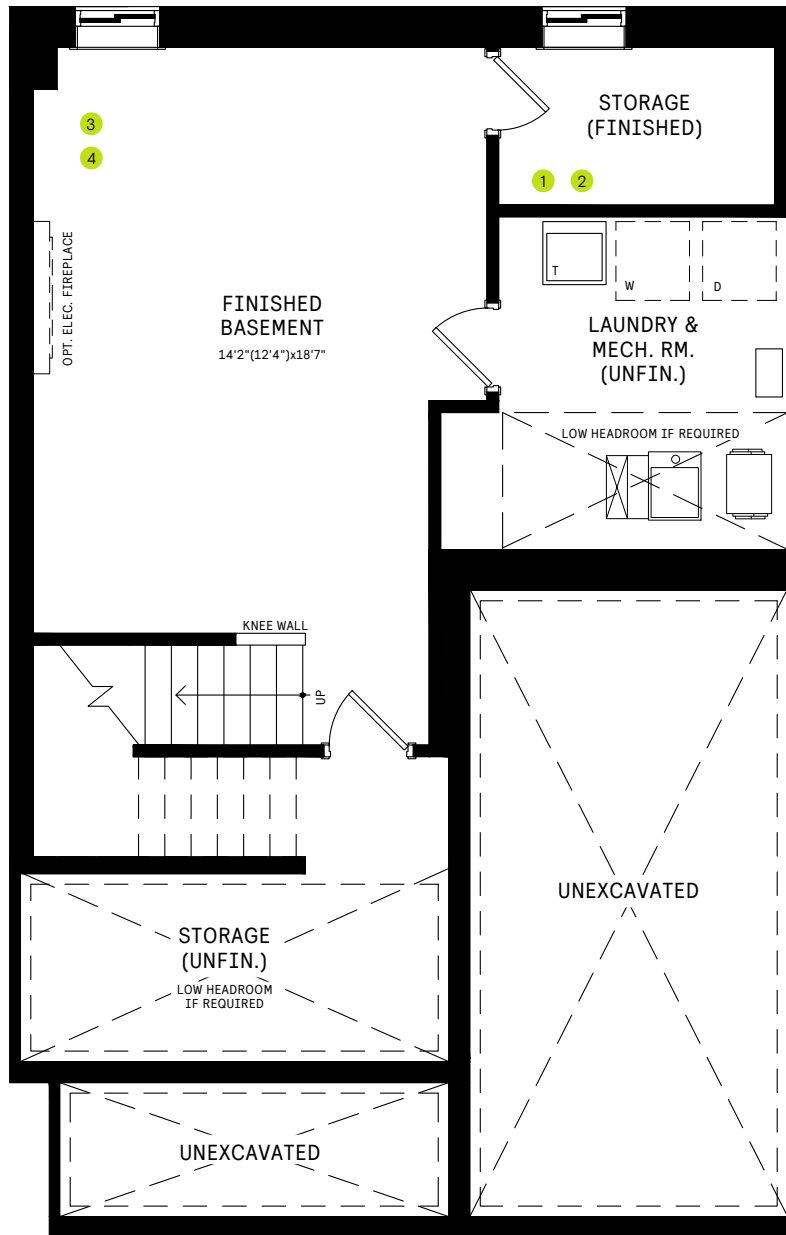 3
4
STORAGE
(FINISHED)
1 2
OPT. ELEC. FIREPLACE
FINISHED
BASEMENT
14'2"(12'4")x18'7"
T
W
D
LAUNDRY &
MECH. RM.
(UNFIN.)
LOW HEADROOM IF REQUIRED
KNEE WALL
UP
UNEXCAVATED
STORAGE
(UNFIN.)
LOW HEADROOM
IF REQUIRED
UNEXCAVATED